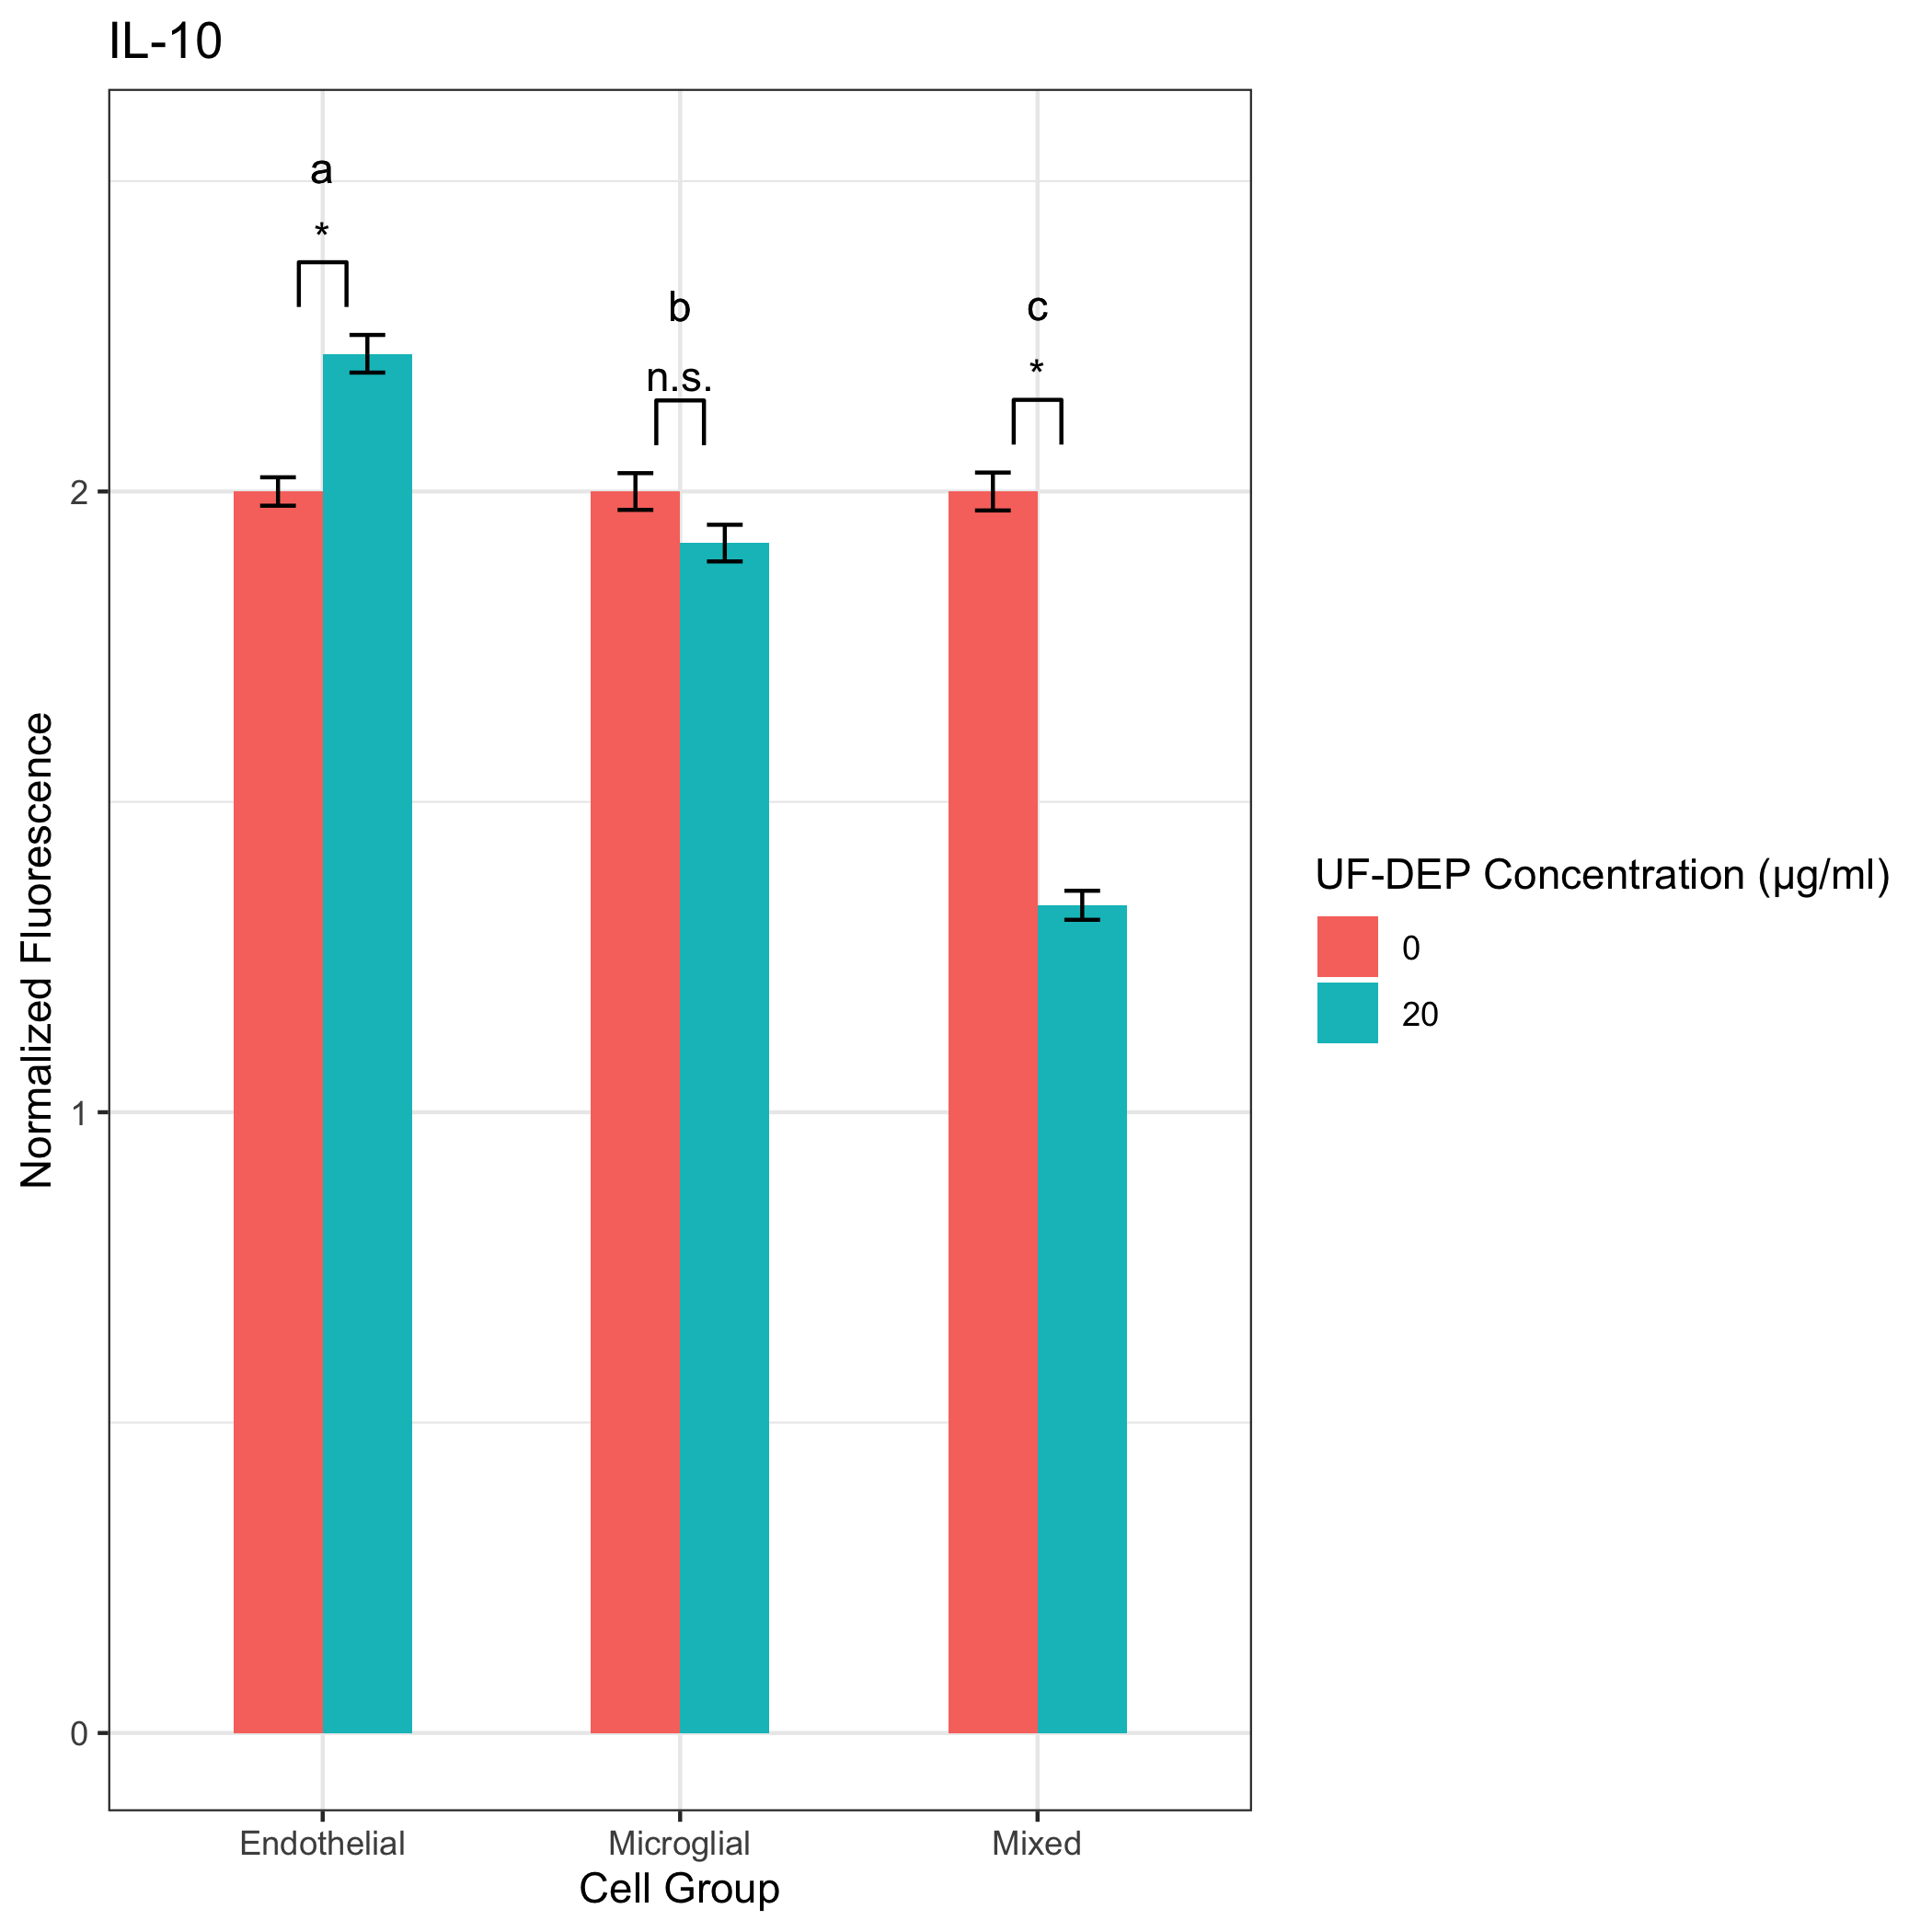 IL-10
a
*
b
n.s.
c
*
2
1
0
Normalized Fluorescence
Endothelial
Microglial
Mixed
Cell Group
UF-DEP Concentration (µg/ml)
0
20